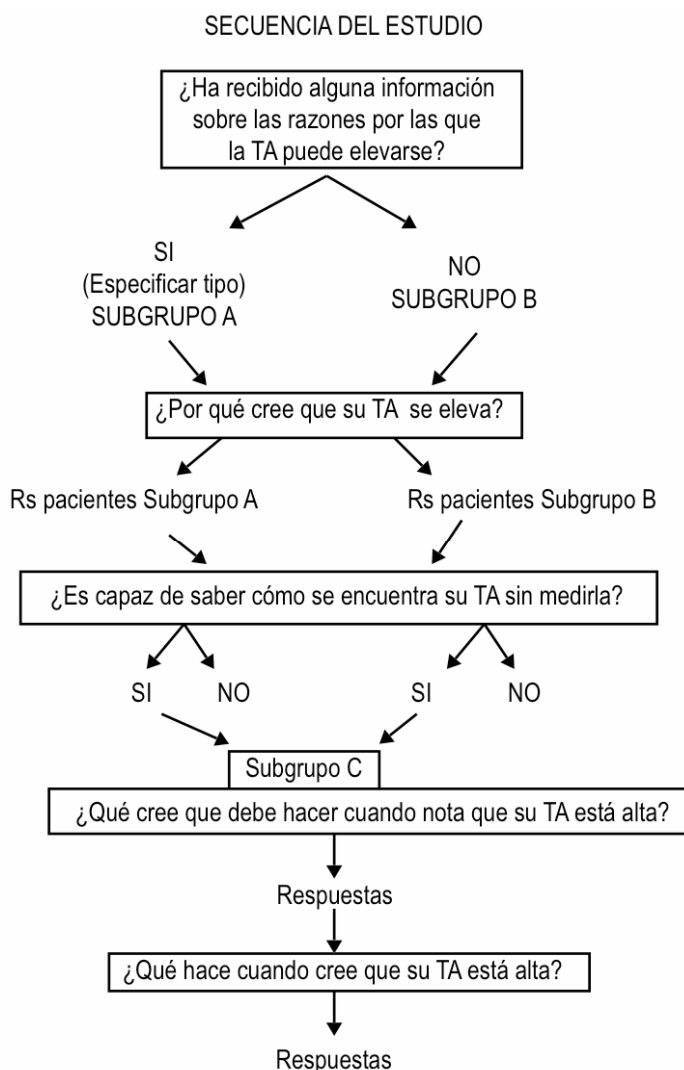 SECUENCIA DEL ESTUDIO
¿Ha recibido alguna información
sobre las razones por las que
la TA puede elevarse?
SI
(Especificar tipo)
SUBGRUPO A
NO
SUBGRUPO B
¿Por qué cree que su TA se eleva?
Rs pacientes Subgrupo A
Rs pacientes Subgrupo B
¿Es capaz de saber cómo se encuentra su TA sin medirla?
SI NO SI NO
Subgrupo C
¿Qué cree que debe hacer cuando nota que su TA está alta?
Respuestas
¿Qué hace cuando cree que su TA está alta?
Respuestas